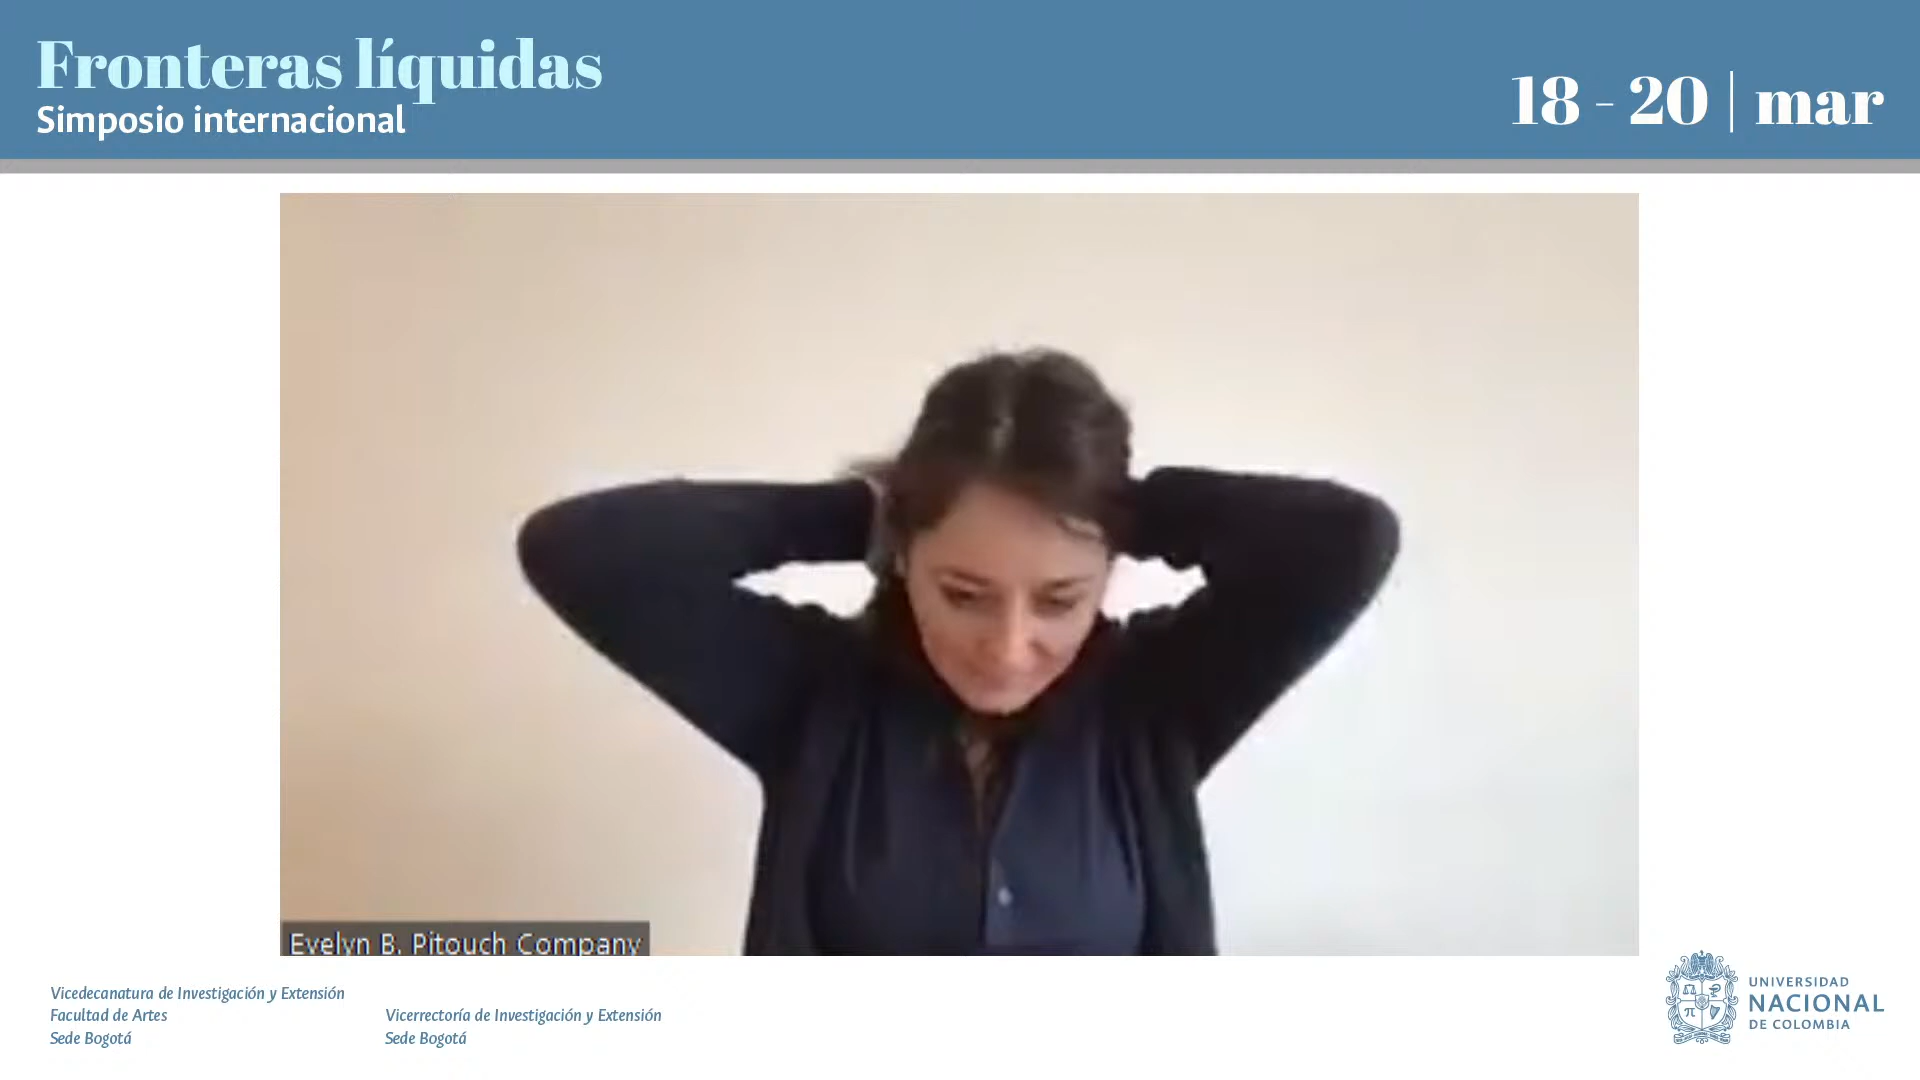 Fronteras líquidas
Simposio internacional
18 - 20 | mar
Evelyn B. Pitouch Company
Vicedecanatura de Investigación y Extensión
Facultad de Artes
Sede Bogotá
Vicerrectoría de Investigación y Extensión
Sede Bogotá
UNIVERSIDAD
NACIONAL
DE COLOMBIA